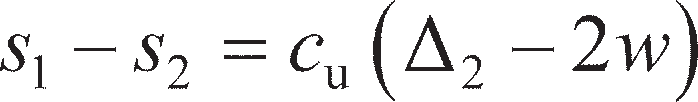 s₁ − s₂ = cᵤ (Δ₂ − 2w)